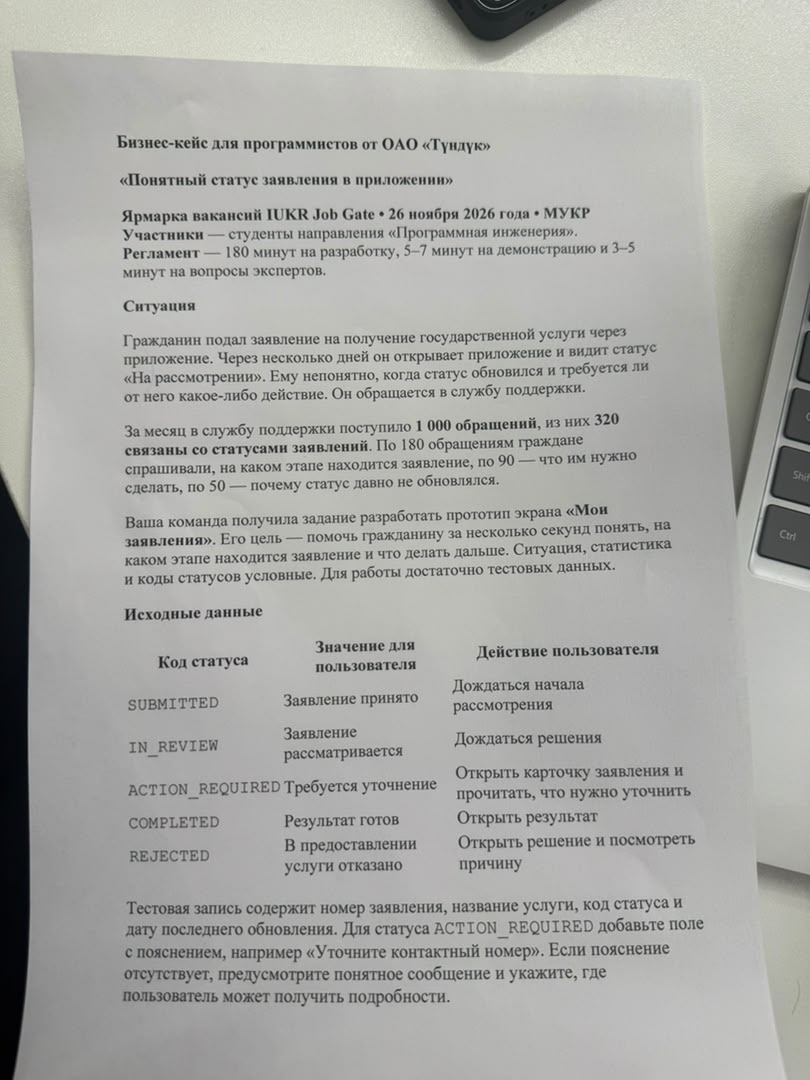 Бизнес-кейс для программистов от ОАО «Түндүк»
«Понятный статус заявления в приложении»
Ярмарка вакансий IUKR Job Gate • 26 ноября 2026 года • МУКР
Участники — студенты направления «Программная инженерия».
Регламент — 180 минут на разработку, 5–7 минут на демонстрацию и 3–5
минут на вопросы экспертов.
Ситуация
Гражданин подал заявление на получение государственной услуги через
приложение. Через несколько дней он открывает приложение и видит статус
«На рассмотрении». Ему непонятно, когда статус обновился и требуется ли
от него какое-либо действие. Он обращается в службу поддержки.
За месяц в службу поддержки поступило 1 000 обращений, из них 320
связаны со статусами заявлений. По 180 обращениям граждане
спрашивали, на каком этапе находится заявление, по 90 — что им нужно
сделать, по 50 — почему статус давно не обновлялся.
Ваша команда получила задание разработать прототип экрана «Мои
заявления». Его цель — помочь гражданину за несколько секунд понять, на
каком этапе находится заявление и что делать дальше. Ситуация, статистика
и коды статусов условные. Для работы достаточно тестовых данных.
Исходные данные
Код статуса Значение для пользователя Действие пользователя
SUBMITTED Заявление принято Дождаться начала рассмотрения
IN_REVIEW Заявление рассматривается Дождаться решения
ACTION_REQUIRED Требуется уточнение Открыть карточку заявления и прочитать, что нужно уточнить
COMPLETED Результат готов Открыть результат
REJECTED В предоставлении услуги отказано Открыть решение и посмотреть причину
Тестовая запись содержит номер заявления, название услуги, код статуса и
дату последнего обновления. Для статуса ACTION_REQUIRED добавьте поле
с пояснением, например «Уточните контактный номер». Если пояснение
отсутствует, предусмотрите понятное сообщение и укажите, где
пользователь может получить подробности.
Shif
Ctrl